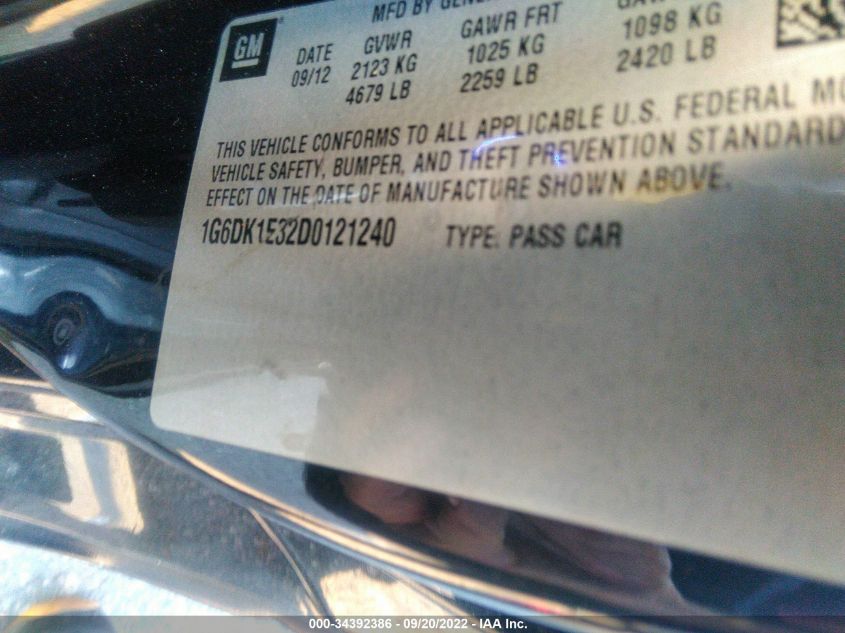 GM
MFD BY
DATE GVWR GAWR FRT
09/12 2123 KG 1025 KG 1098 KG
4679 LB 2259 LB 2420 LB
THIS VEHICLE CONFORMS TO ALL APPLICABLE U.S. FEDERAL
VEHICLE SAFETY, BUMPER, AND THEFT PREVENTION STANDARD
EFFECT ON THE DATE OF MANUFACTURE SHOWN ABOVE.
1G6DK1E32D0121240 TYPE: PASS CAR
000-34392386 - 09/20/2022 - IAA Inc.